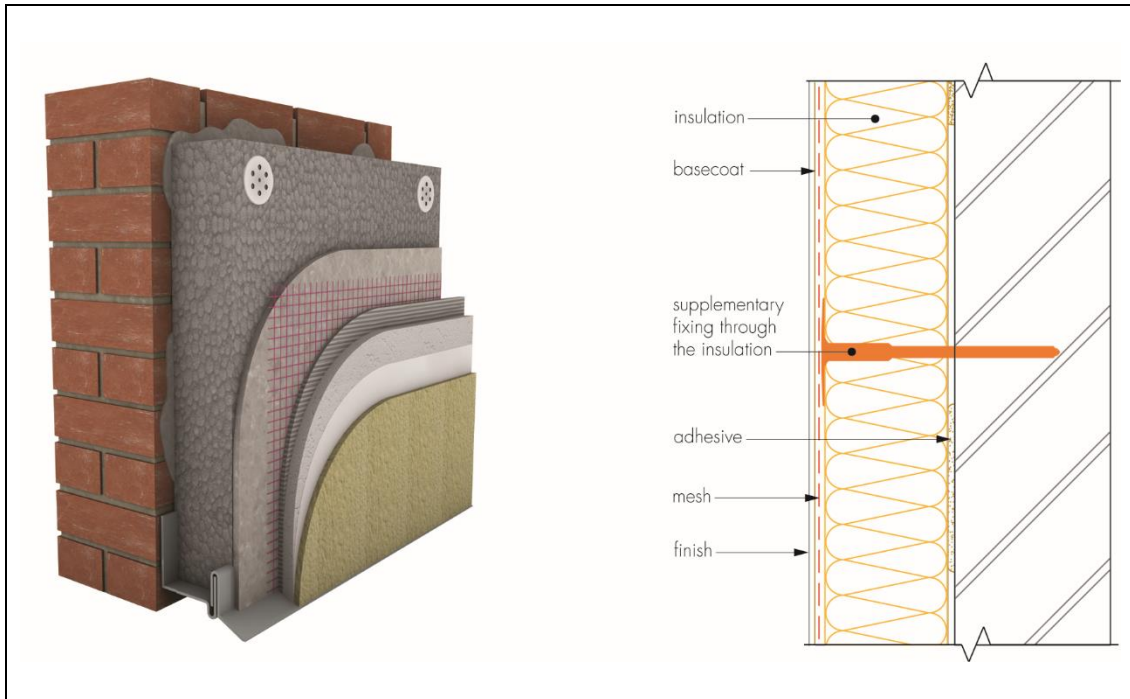 insulation
basecoat
supplementary
fixing through
the insulation
adhesive
mesh
finish